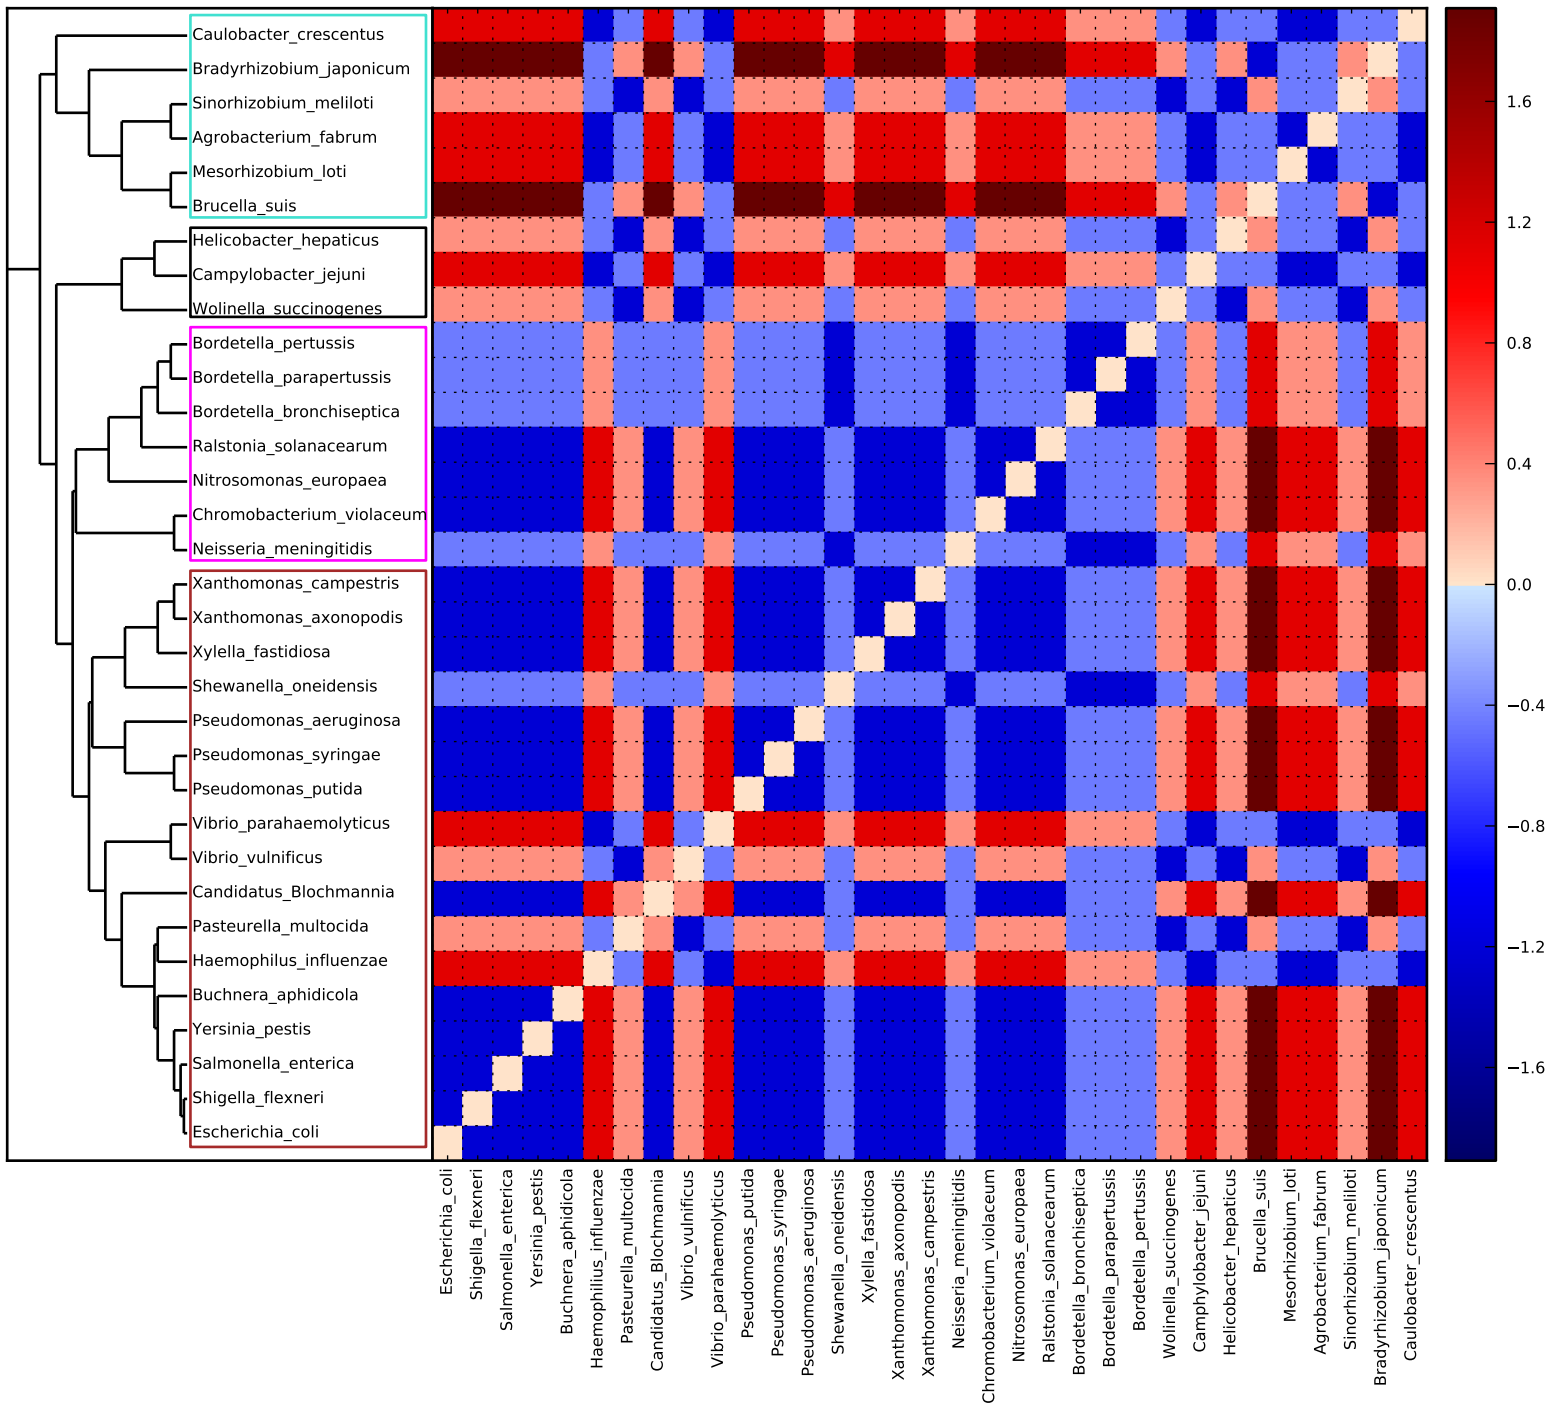 Caulobacter_crescentus
Bradyrhizobium_japonicum
Sinorhizobium_meliloti
Agrobacterium_fabrum
Mesorhizobium_loti
Brucella_suis
Helicobacter_hepaticus
Campylobacter_jejuni
Wolinella_succinogenes
Bordetella_pertussis
Bordetella_parapertussis
Bordetella_bronchiseptica
Ralstonia_solanacearum
Nitrosomonas_europaea
Chromobacterium_violaceum
Neisseria_meningitidis
Xanthomonas_campestris
Xanthomonas_axonopodis
Xylella_fastidiosa
Shewanella_oneidensis
Pseudomonas_aeruginosa
Pseudomonas_syringae
Pseudomonas_putida
Vibrio_parahaemolyticus
Vibrio_vulnificus
Candidatus_Blochmannia
Pasteurella_multocida
Haemophilus_influenzae
Buchnera_aphidicola
Yersinia_pestis
Salmonella_enterica
Shigella_flexneri
Escherichia_coli
Escherichia_coli
Shigella_flexneri
Salmonella_enterica
Yersinia_pestis
Buchnera_aphidicola
Haemophilius_influenzae
Pasteurella_multocida
Candidatus_Blochmannia
Vibrio_vulnificus
Vibrio_parahaemolyticus
Pseudomonas_putida
Pseudomonas_syringae
Pseudomonas_aeruginosa
Shewanella_oneidensis
Xylella_fastidosa
Xanthomonas_axonopodis
Xanthomonas_campestris
Neisseria_meningitidis
Chromobacterium_violaceum
Nitrosomonas_europaea
Ralstonia_solanacearum
Bordetella_bronchiseptica
Bordetella_parapertussis
Bordetella_pertussis
Wolinella_succinogenes
Camphylobacter_jejuni
Helicobacter_hepaticus
Brucella_suis
Mesorhizobium_loti
Agrobacterium_fabrum
Sinorhizobium_meliloti
Bradyrhizobium_japonicum
Caulobacter_crescentus
1.6
1.2
0.8
0.4
0.0
−0.4
−0.8
−1.2
−1.6